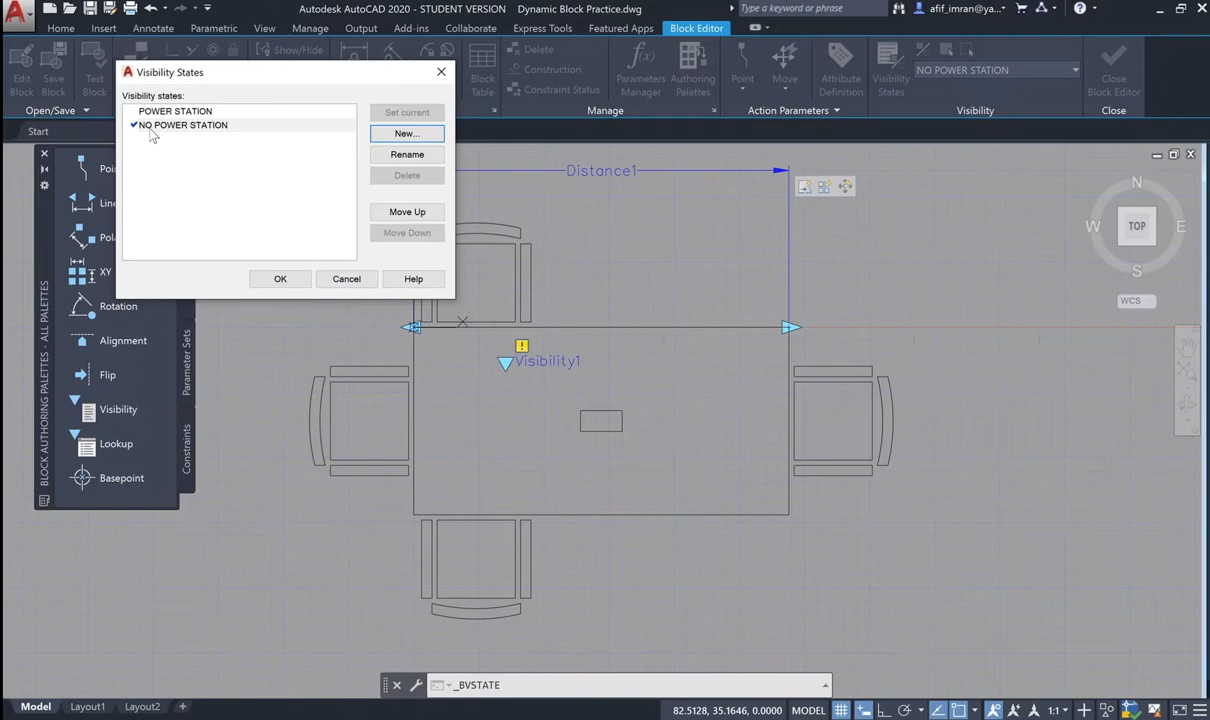 Autodesk AutoCAD 2020 - STUDENT VERSION Dynamic Block Practice.dwg
Type a keyword or phrase
afif_imran@ya...
Home Insert Annotate Parametric View Manage Output Add-ins Collaborate Express Tools Featured Apps Block Editor
Edit Block
Save Block
Test Block
Show/Hide
Block Table
Delete
Construction
Constraint Status
Parameters Manager
Authoring Palettes
Point
Move
Attribute Definition
Visibility States
NO POWER STATION
Close Block Editor
Open/Save
Manage
Action Parameters
Visibility
Close
Start
Visibility States
Visibility states:
POWER STATION
NO POWER STATION
Set current
New...
Rename
Delete
Move Up
Move Down
OK
Cancel
Help
BLOCK AUTHORING PALETTES - ALL PALETTES
XY
Rotation
Alignment
Flip
Visibility
Lookup
Basepoint
Parameter Sets
Constraints
Distance1
Visibility1
N
W
TOP
E
S
WCS
_BVSTATE
Model Layout1 Layout2 +
82.5128, 35.1646, 0.0000 MODEL
1:1